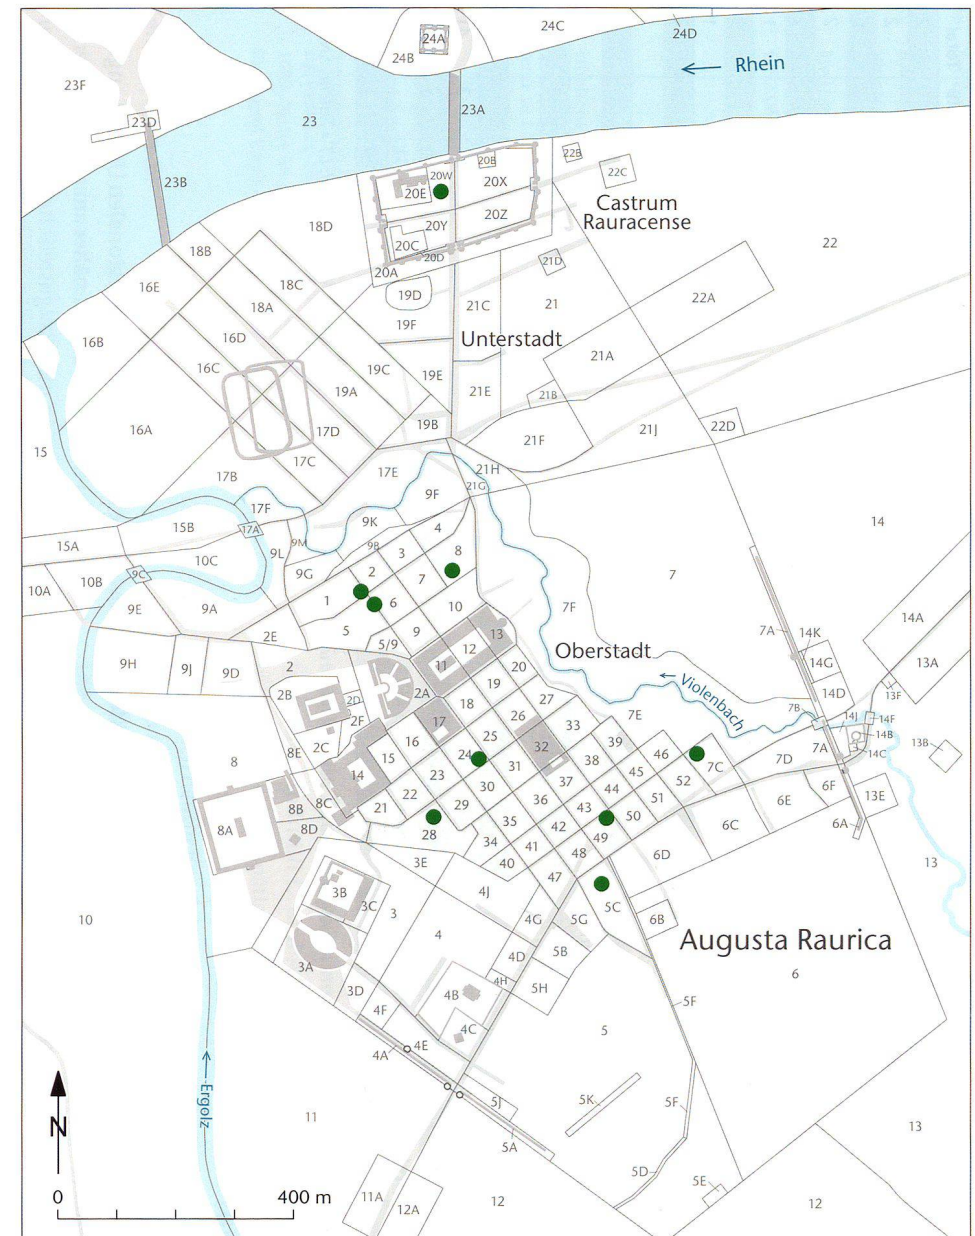 24C
24D
24A
24B
Rhein
23F
23A
23D
23
20B
22B
20W
22C
23B
20E
20X
Castrum
Rauracense
20Z
18D
20Y
22
20C
18B
20D
21D
20A
16E
18C
19D
22A
18A
21C
21
19F
16B
16D
Unterstadt
21A
16C
19C
19E
19A
21E
21B
19B
22D
16A
17D
21J
21F
15
17C
17E
21H
17B
21G
9F
17F
14
9K
15B
17A
4
9M
15A
9B
9L
3
8
10C
9G
2
9C
7
7
10B
10A
1
6
10
7F
9E
9A
14A
5
9
13
7A
14K
2E
5/9
12
Oberstadt
9H
9J
9D
2
11
20
14G
13A
2A
19
Violenbach
14D
13F
2B
2D
18
27
7B
14J
14F
2F
17
26
33
7E
14B
2C
16
25
39
13B
8E
32
46
7A
14C
8
15
24
31
38
7C
7D
14
23
30
37
45
52
8C
22
44
6F
13E
8B
21
29
36
51
6E
43
8A
28
35
50
6C
6A
8D
42
49
34
41
6D
3E
40
48
13
47
3B
4J
3C
3
5C
4G
5G
6B
10
4
5B
Augusta Raurica
3A
4D
4H
6
3D
4B
5H
5F
4F
4C
5
4A
4E
Ergolz
5J
5K
5F
11
13
N
5A
5D
5E
0
400 m
11A
12A
12
12